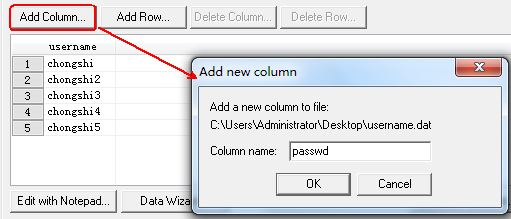 Add Column...
Add Row...
Delete Column...
Delete Row...
username
1 chongshi
2 chongshi2
3 chongshi3
4 chongshi4
5 chongshi5
Add new column
Add a new column to file:
C:\Users\Administrator\Desktop\username.dat
Column name: passwd
OK
Cancel
Edit with Notepad...
Data Wiza